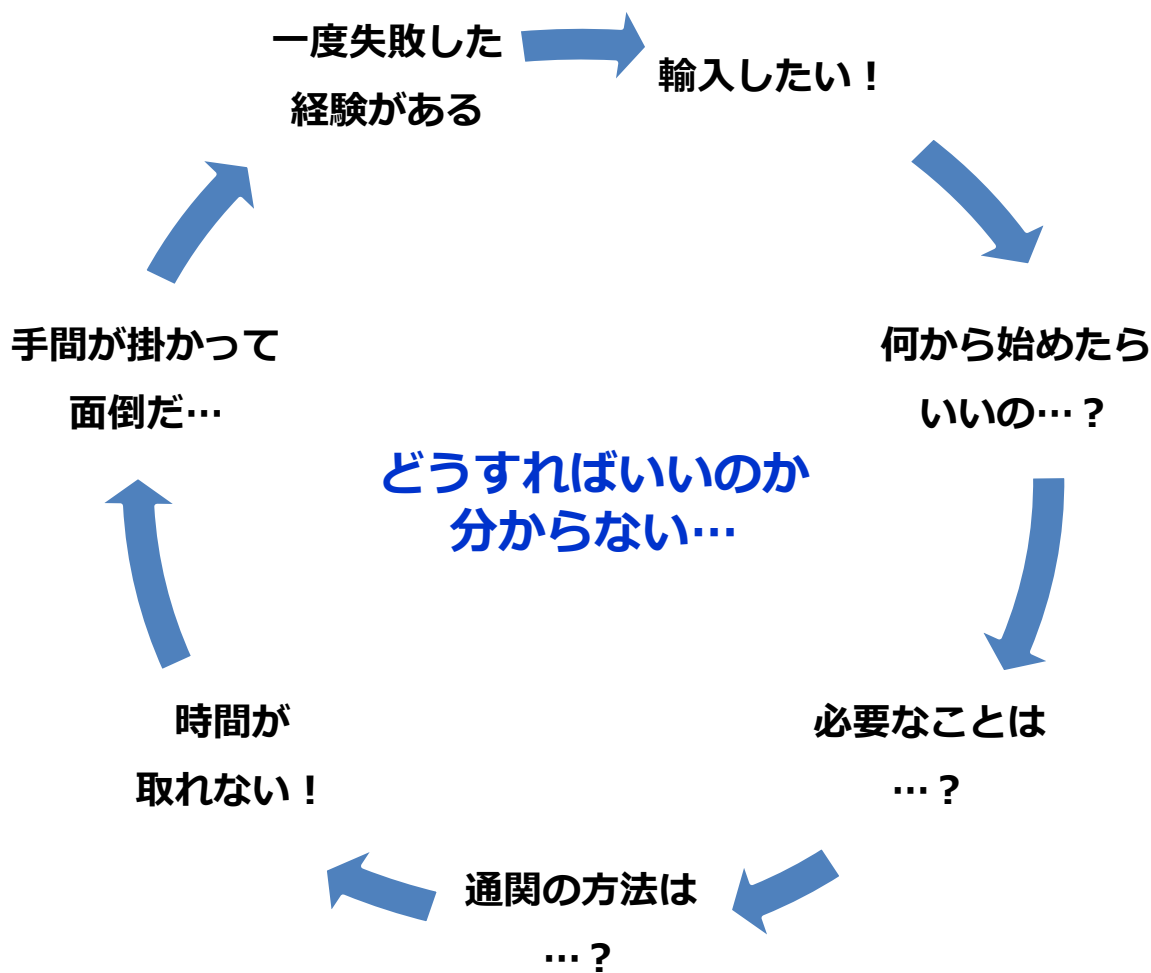 一度失敗した
経験がある
輸入したい！
何から始めたら
いいの…？
必要なことは
…？
通関の方法は
…？
時間が
取れない！
手間が掛かって
面倒だ…
どうすればいいのか
分からない…